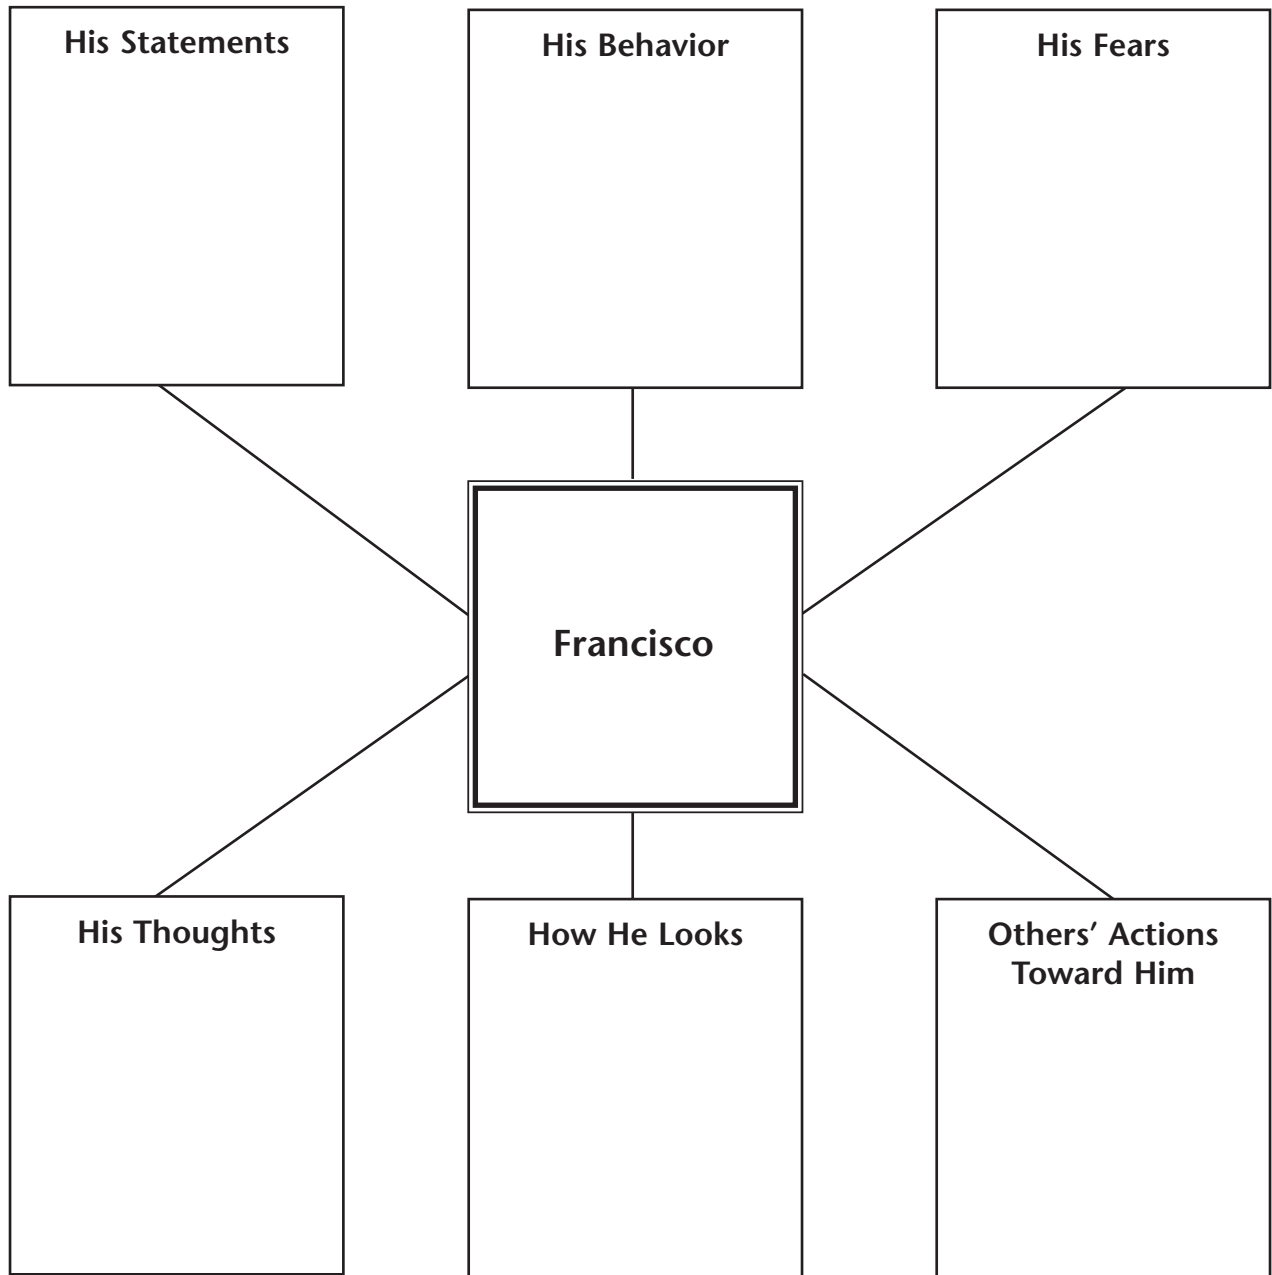 His Statements
His Behavior
His Fears
Francisco
His Thoughts
How He Looks
Others’ Actions
Toward Him